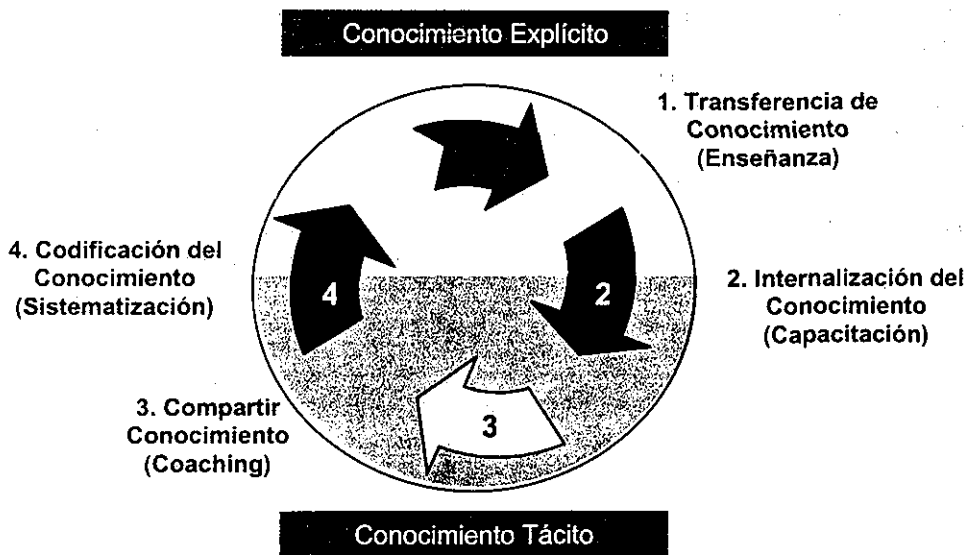 Conocimiento Explícito
1. Transferencia de
Conocimiento
(Enseñanza)
4. Codificación del
Conocimiento
(Sistematización)
4
2
2. Internalización del
Conocimiento
(Capacitación)
3. Compartir
Conocimiento
(Coaching)
3
Conocimiento Tácito